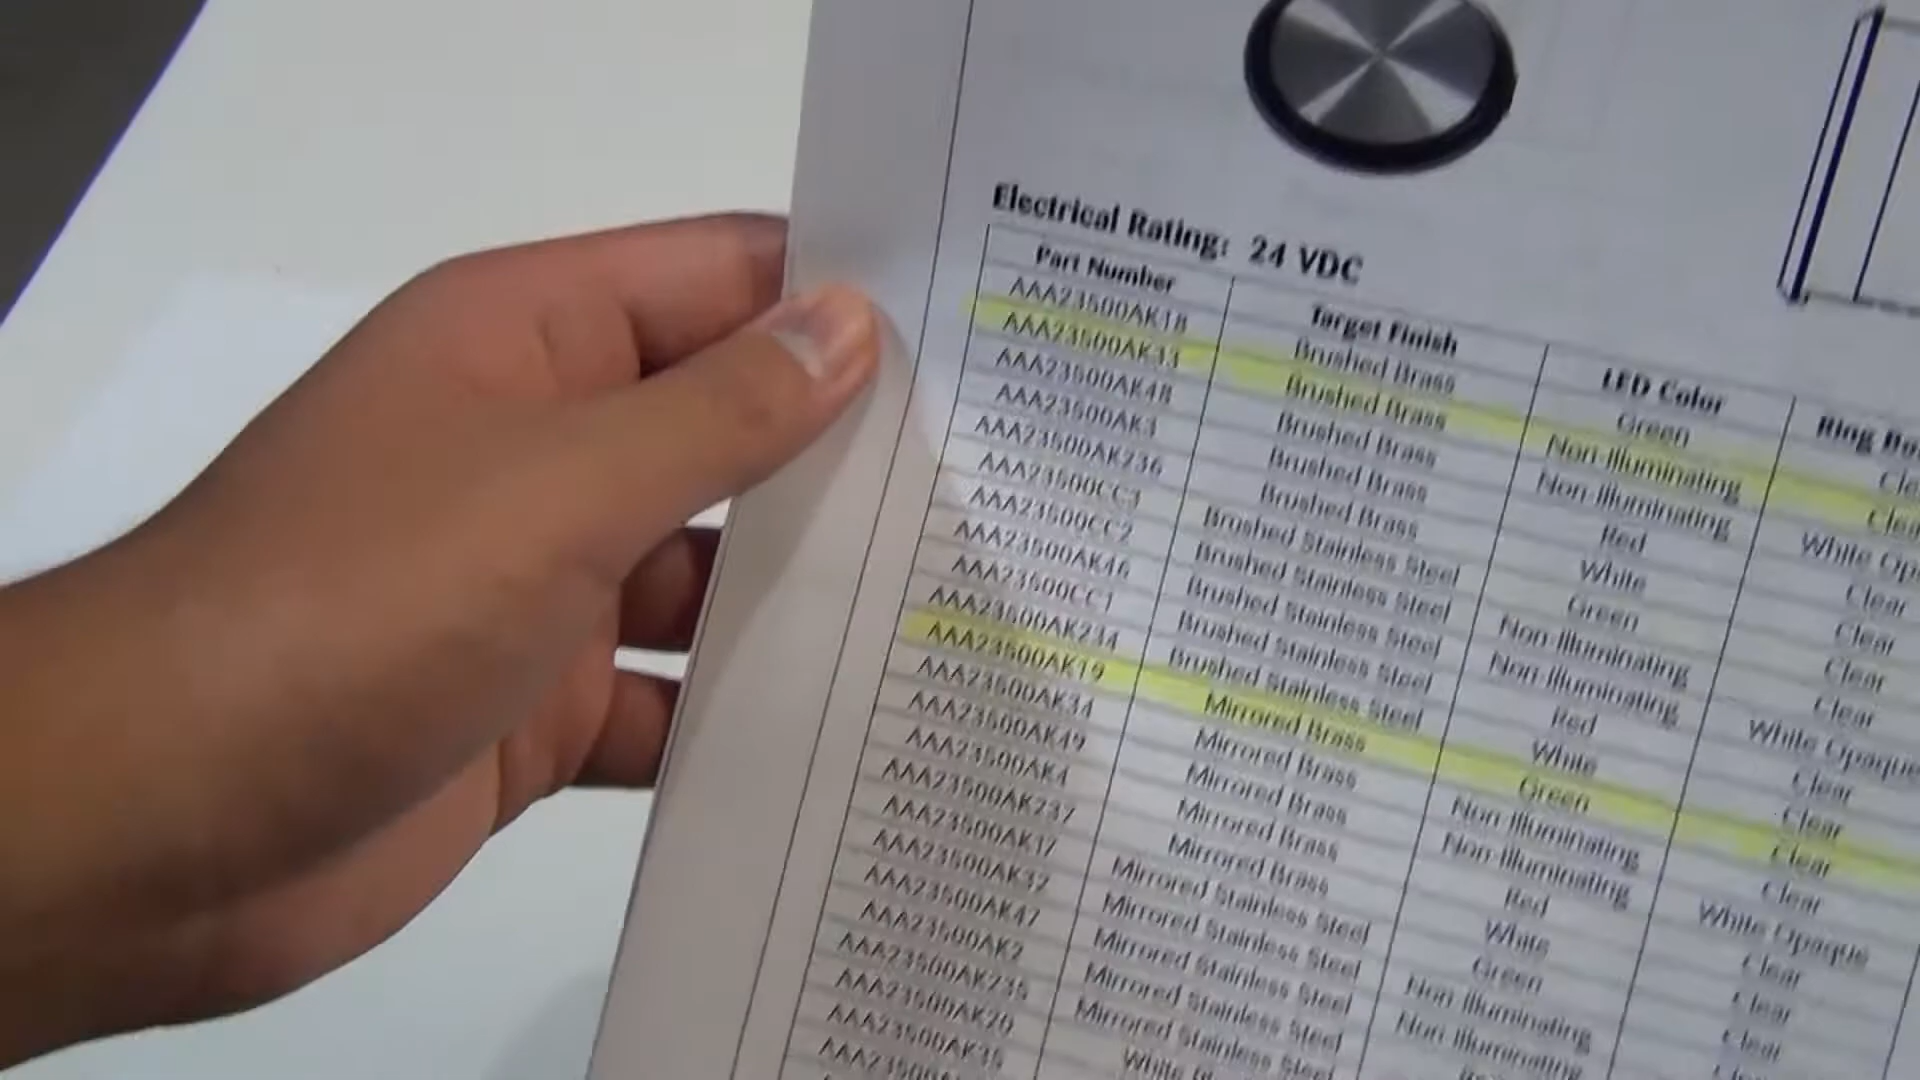 Electrical Rating: 24 VDC
Part Number Target Finish LED Color Ring
AAA23500AK18 Brushed Brass Green Cle
AAA23500AK33 Brushed Brass Non-Illuminating Clea
AAA23500AK48 Brushed Brass Non-Illuminating White Op
AAA23500AK3 Brushed Brass Red Clear
AAA23500AK236 Brushed Brass White Clear
AAA23500CC3 Brushed Stainless Steel Green Clear
AAA23500CC2 Brushed Stainless Steel Non-Illuminating Clear
AAA23500AK46 Brushed Stainless Steel Non-Illuminating White Opaque
AAA23500CC1 Brushed Stainless Steel Red Clear
AAA23500AK234 Brushed Stainless Steel White Clear
AAA23500AK19 Mirrored Brass Green Clear
AAA23500AK34 Mirrored Brass Non-Illuminating Clear
AAA23500AK49 Mirrored Brass Non-Illuminating White Opaque
AAA23500AK4 Mirrored Brass Red Clear
AAA23500AK237 Mirrored Brass White Clear
AAA23500AK17 Mirrored Stainless Steel Green Clear
AAA23500AK32 Mirrored Stainless Steel Non-Illuminating
AAA23500AK47 Mirrored Stainless Steel Non-Illuminating
AAA23500AK2 Mirrored Stainless Steel
AAA23500AK235 Mirrored Stainless Steel
AAA23500AK20 White
AAA23500AK35